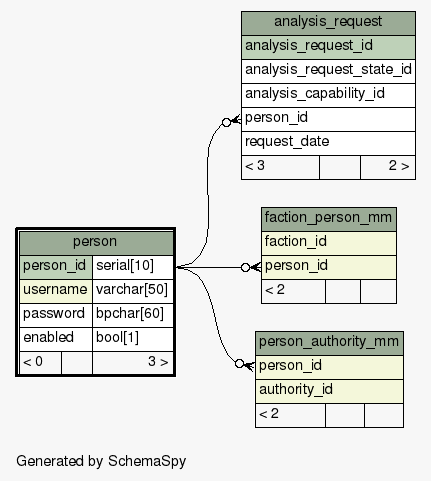 analysis_request
analysis_request_id
analysis_request_state_id
analysis_capability_id
person_id
request_date
< 3 2 >
faction_person_mm
faction_id
person_id
< 2
person
person_id serial[10]
username varchar[50]
password bpchar[60]
enabled bool[1]
< 0 3 >
person_authority_mm
person_id
authority_id
< 2
Generated by SchemaSpy